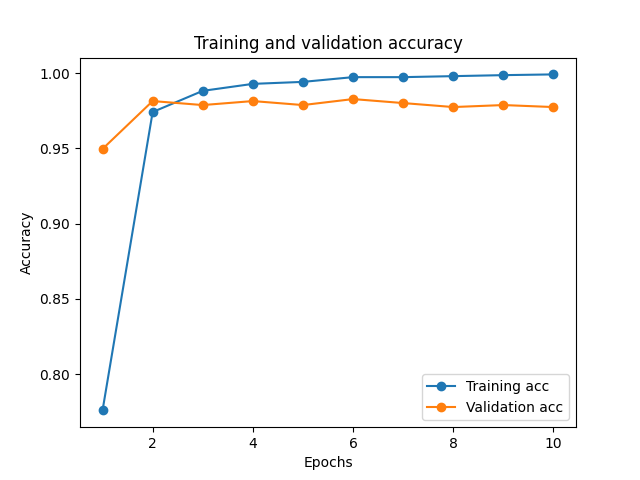 Training and validation accuracy
1.00
0.95
0.90
0.85
0.80
Accuracy
Training acc
Validation acc
2 4 6 8 10
Epochs